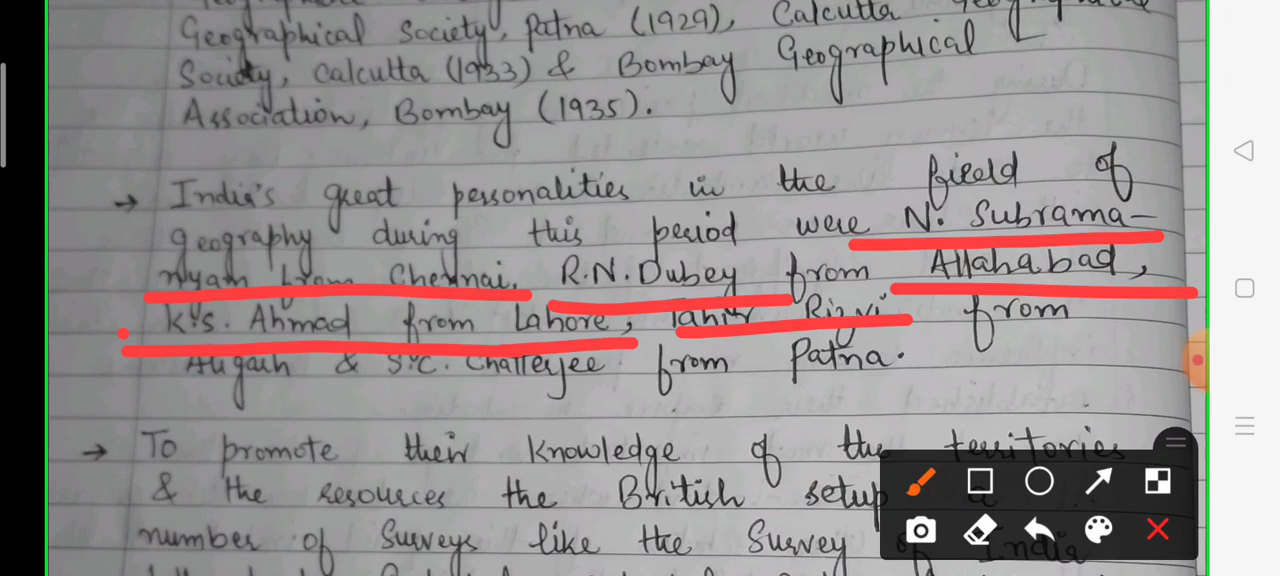 Geographical Society, Patna (1929), Calcutta
Society, Calcutta (1933) & Bombay Geographical
Association, Bombay (1935).
→ India's great personalities in the field of
geography during this period were N. Subrama-
nyam from Chennai, R.N. Dubey from Allahabad,
K.S. Ahmad from Lahore, Tahir Rizvi from
Aligarh & S.C. Chatterjee from Patna.
→ To promote their knowledge of the territories
& the resources the British setup a
number of Surveys like the Survey of India